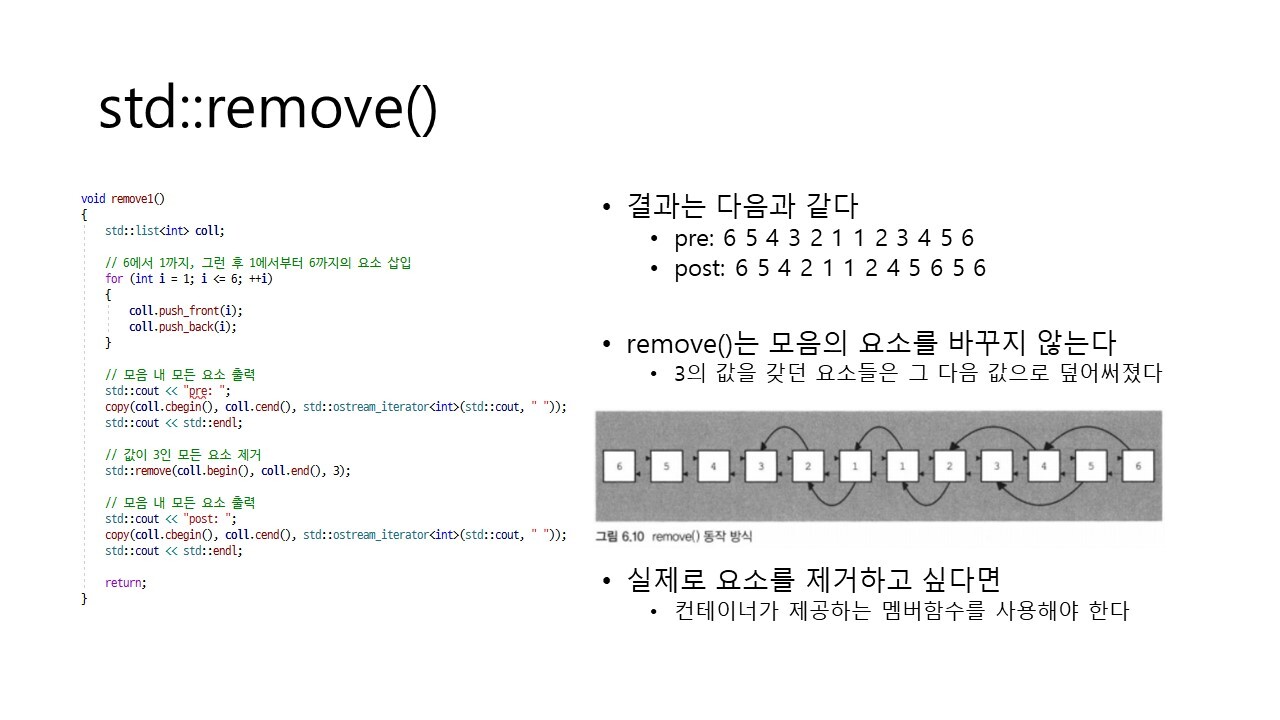 std::remove()
void remove1()
{
std::list<int> coll;
// 6에서 1까지, 그런 후 1에서부터 6까지의 요소 삽입
for (int i = 1; i <= 6; ++i)
{
coll.push_front(i);
coll.push_back(i);
}
// 모음 내 모든 요소 출력
std::cout << "pre: ";
copy(coll.cbegin(), coll.cend(), std::ostream_iterator<int>(std::cout, " "));
std::cout << std::endl;
// 값이 3인 모든 요소 제거
std::remove(coll.begin(), coll.end(), 3);
// 모음 내 모든 요소 출력
std::cout << "post: ";
copy(coll.cbegin(), coll.cend(), std::ostream_iterator<int>(std::cout, " "));
std::cout << std::endl;
return;
}
• 결과는 다음과 같다
• pre: 6 5 4 3 2 1 1 2 3 4 5 6
• post: 6 5 4 2 1 1 2 4 5 6 5 6
• remove()는 모음의 요소를 바꾸지 않는다
• 3의 값을 갖던 요소들은 그 다음 값으로 덮어써졌다
6 5 4 3 2 1 1 2 3 4 5 6
그림 6.10 remove() 동작 방식
• 실제로 요소를 제거하고 싶다면
• 컨테이너가 제공하는 멤버함수를 사용해야 한다